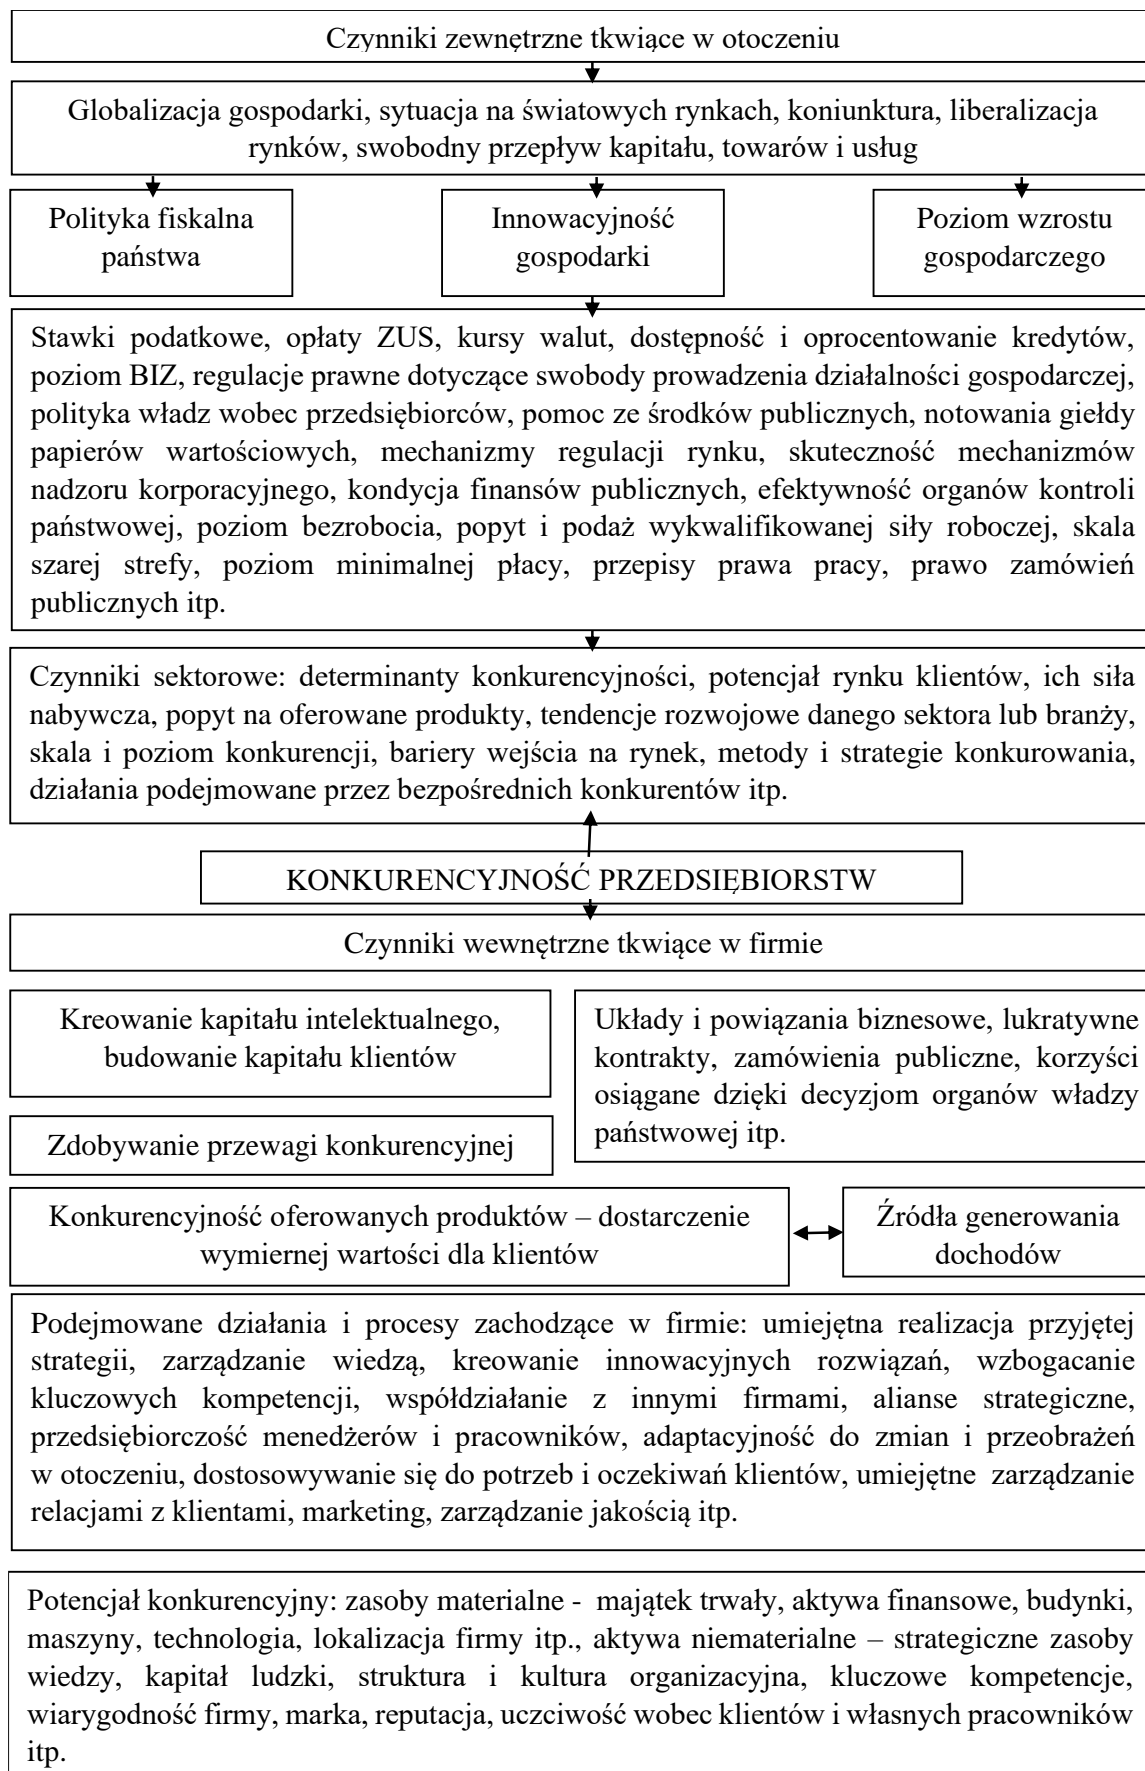 Czynniki zewnętrzne tkwiące w otoczeniu
Globalizacja gospodarki, sytuacja na światowych rynkach, koniunktura, liberalizacja
rynków, swobodny przepływ kapitału, towarów i usług
Polityka fiskalna
państwa
Innowacyjność
gospodarki
Poziom wzrostu
gospodarczego
Stawki podatkowe, opłaty ZUS, kursy walut, dostępność i oprocentowanie kredytów,
poziom BIZ, regulacje prawne dotyczące swobody prowadzenia działalności gospodarczej,
polityka władz wobec przedsiębiorców, pomoc ze środków publicznych, notowania giełdy
papierów wartościowych, mechanizmy regulacji rynku, skuteczność mechanizmów
nadzoru korporacyjnego, kondycja finansów publicznych, efektywność organów kontroli
państwowej, poziom bezrobocia, popyt i podaż wykwalifikowanej siły roboczej, skala
szarej strefy, poziom minimalnej płacy, przepisy prawa pracy, prawo zamówień
publicznych itp.
Czynniki sektorowe: determinanty konkurencyjności, potencjał rynku klientów, ich siła
nabywcza, popyt na oferowane produkty, tendencje rozwojowe danego sektora lub branży,
skala i poziom konkurencji, bariery wejścia na rynek, metody i strategie konkurowania,
działania podejmowane przez bezpośrednich konkurentów itp.
KONKURENCYJNOŚĆ PRZEDSIĘBIORSTW
Czynniki wewnętrzne tkwiące w firmie
Kreowanie kapitału intelektualnego,
budowanie kapitału klientów
Układy i powiązania biznesowe, lukratywne
kontrakty, zamówienia publiczne, korzyści
osiągane dzięki decyzjom organów władzy
państwowej itp.
Zdobywanie przewagi konkurencyjnej
Konkurencyjność oferowanych produktów – dostarczenie
wymiernej wartości dla klientów
Źródła generowania
dochodów
Podejmowane działania i procesy zachodzące w firmie: umiejętna realizacja przyjętej
strategii, zarządzanie wiedzą, kreowanie innowacyjnych rozwiązań, wzbogacanie
kluczowych kompetencji, współdziałanie z innymi firmami, alianse strategiczne,
przedsiębiorczość menedżerów i pracowników, adaptacyjność do zmian i przeobrażeń
w otoczeniu, dostosowywanie się do potrzeb i oczekiwań klientów, umiejętne zarządzanie
relacjami z klientami, marketing, zarządzanie jakością itp.
Potencjał konkurencyjny: zasoby materialne - majątek trwały, aktywa finansowe, budynki,
maszyny, technologia, lokalizacja firmy itp., aktywa niematerialne – strategiczne zasoby
wiedzy, kapitał ludzki, struktura i kultura organizacyjna, kluczowe kompetencje,
wiarygodność firmy, marka, reputacja, uczciwość wobec klientów i własnych pracowników
itp.